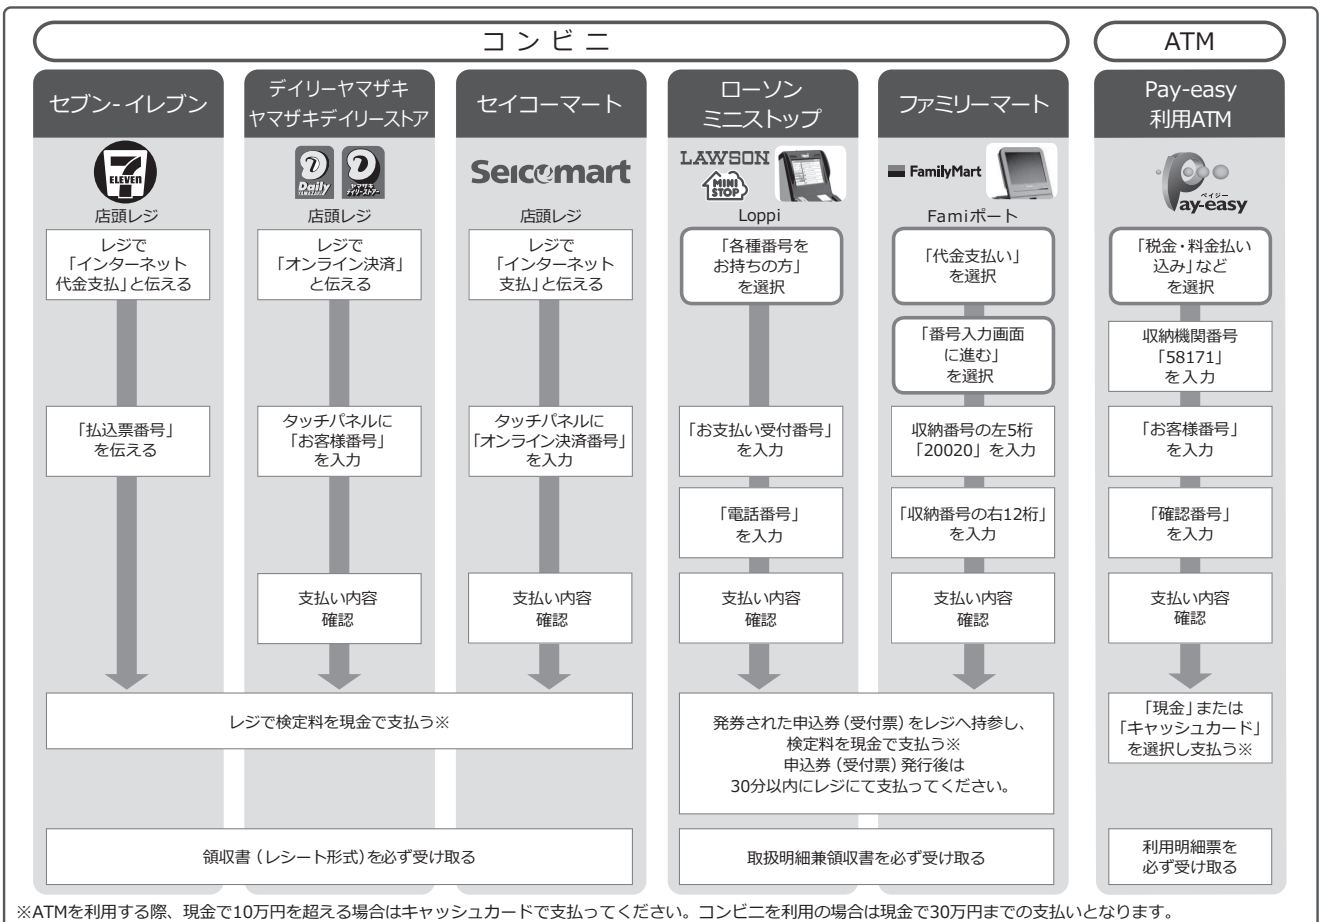 コンビニ
ATM
セブン-イレブン
デイリーヤマザキ
ヤマザキデイリーストア
セイコーマート
ローソン
ミニストップ
ファミリーマート
Pay-easy
利用ATM
7
ELEVEN
店頭レジ
Daily
YAMAZAKI
ヤマザキ
デイリーストアー
店頭レジ
Seicomart
店頭レジ
LAWSON
MINI
STOP
Loppi
FamilyMart
Famiポート
ペイジー
Pay-easy
レジで
「インターネット
代金支払」と伝える
「払込票番号」
を伝える
レジで
「オンライン決済」
と伝える
タッチパネルに
「お客様番号」
を入力
支払い内容
確認
レジで
「インターネット
支払」と伝える
タッチパネルに
「オンライン決済番号」
を入力
支払い内容
確認
レジで検定料を現金で支払う※
領収書（レシート形式）を必ず受け取る
「各種番号を
お持ちの方」
を選択
「お支払い受付番号」
を入力
「電話番号」
を入力
支払い内容
確認
「代金支払い」
を選択
「番号入力画面
に進む」
を選択
収納番号の左5桁
「20020」を入力
「収納番号の右12桁」
を入力
支払い内容
確認
発券された申込券（受付票）をレジへ持参し、
検定料を現金で支払う※
申込券（受付票）発行後は
30分以内にレジにて支払ってください。
取扱明細兼領収書を必ず受け取る
「税金・料金払い
込み」など
を選択
収納機関番号
「58171」
を入力
「お客様番号」
を入力
「確認番号」
を入力
支払い内容
確認
「現金」または
「キャッシュカード」
を選択し支払う※
利用明細票を
必ず受け取る
※ATMを利用する際、現金で10万円を超える場合はキャッシュカードで支払ってください。コンビニを利用の場合は現金で30万円までの支払いとなります。